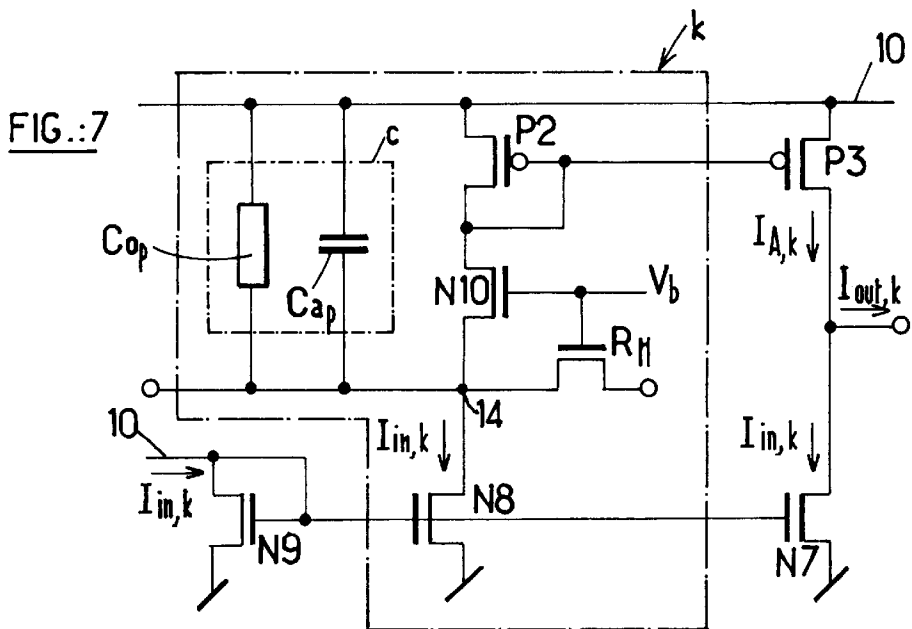 k
10
FIG.:7
c
P2
P3
Cop
Cap
IA,k
Iout,k
N10
Vb
RM
14
10
Iin,k
Iin,k
Iin,k
N9
N8
N7